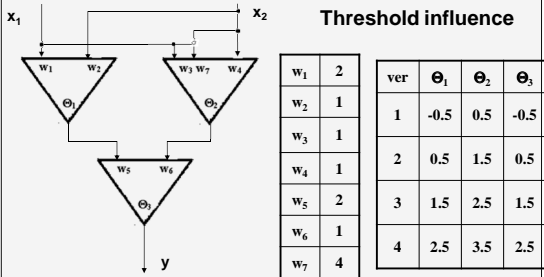 Threshold influence
x1 x2
w1 w2 w3 w7 w4
Θ1 Θ2
w5 w6
Θ3
y
w1 2
w2 1
w3 1
w4 1
w5 2
w6 1
w7 4
ver Θ1 Θ2 Θ3
1 -0.5 0.5 -0.5
2 0.5 1.5 0.5
3 1.5 2.5 1.5
4 2.5 3.5 2.5